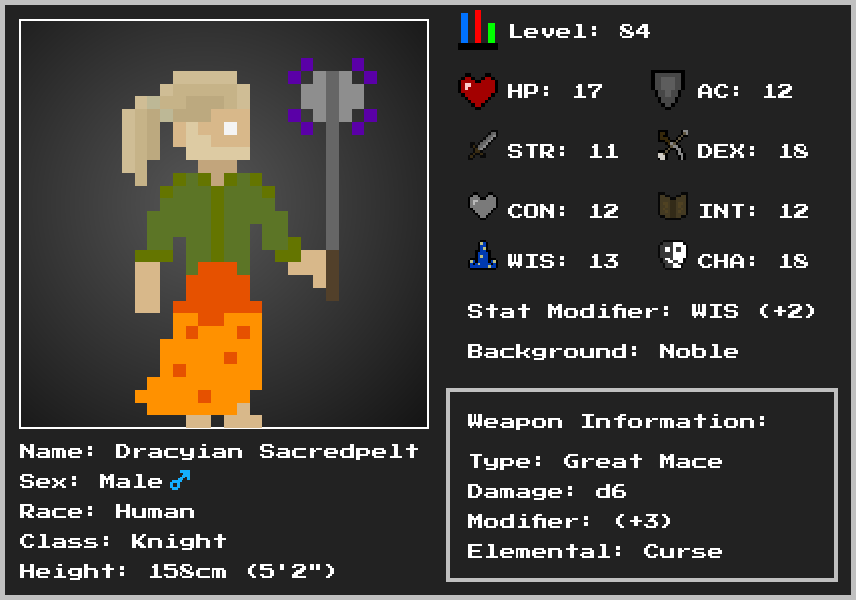 Level: 84
HP: 17
AC: 12
STR: 11
DEX: 18
CON: 12
INT: 12
WIS: 13
CHA: 18
Stat Modifier: WIS (+2)
Background: Noble
Weapon Information:
Type: Great Mace
Damage: d6
Modifier: (+3)
Elemental: Curse
Name: Dracyian Sacredpelt
Sex: Male ♂
Race: Human
Class: Knight
Height: 158cm (5'2")